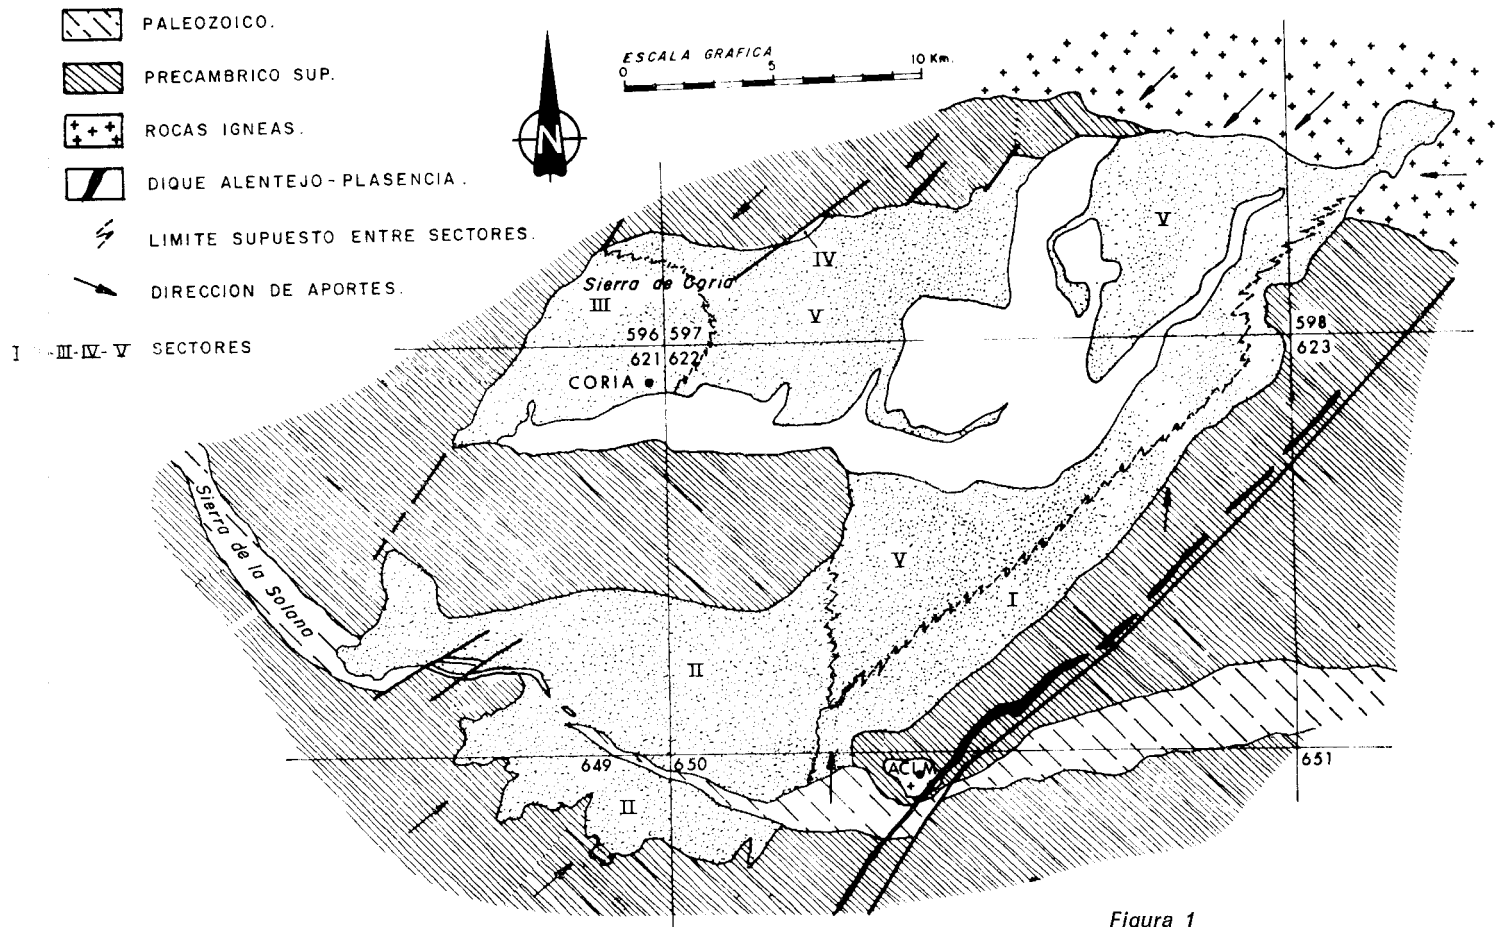 PALEOZOICO.
PRECAMBRICO SUP.
ROCAS IGNEAS.
DIQUE ALENTEJO-PLASENCIA.
LIMITE SUPUESTO ENTRE SECTORES.
DIRECCION DE APORTES.
I -III-IV-V SECTORES
ESCALA GRAFICA
0 5 10 Km.
N
V
IV
Sierra de Coria
III
V
596 597
598
621 622
623
CORIA
Sierra de la Solana
V
I
II
649 650
651
II
Figura 1